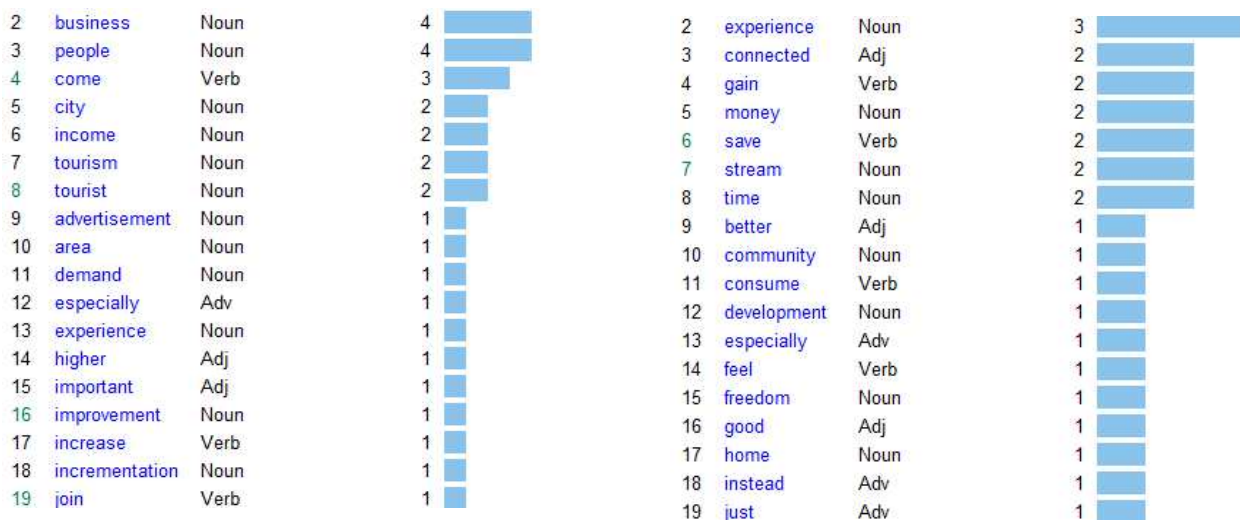 2 business Noun 4
3 people Noun 4
4 come Verb 3
5 city Noun 2
6 income Noun 2
7 tourism Noun 2
8 tourist Noun 2
9 advertisement Noun 1
10 area Noun 1
11 demand Noun 1
12 especially Adv 1
13 experience Noun 1
14 higher Adj 1
15 important Adj 1
16 improvement Noun 1
17 increase Verb 1
18 incrementation Noun 1
19 join Verb 1
2 experience Noun 3
3 connected Adj 2
4 gain Verb 2
5 money Noun 2
6 save Verb 2
7 stream Noun 2
8 time Noun 2
9 better Adj 1
10 community Noun 1
11 consume Verb 1
12 development Noun 1
13 especially Adv 1
14 feel Verb 1
15 freedom Noun 1
16 good Adj 1
17 home Noun 1
18 instead Adv 1
19 just Adv 1